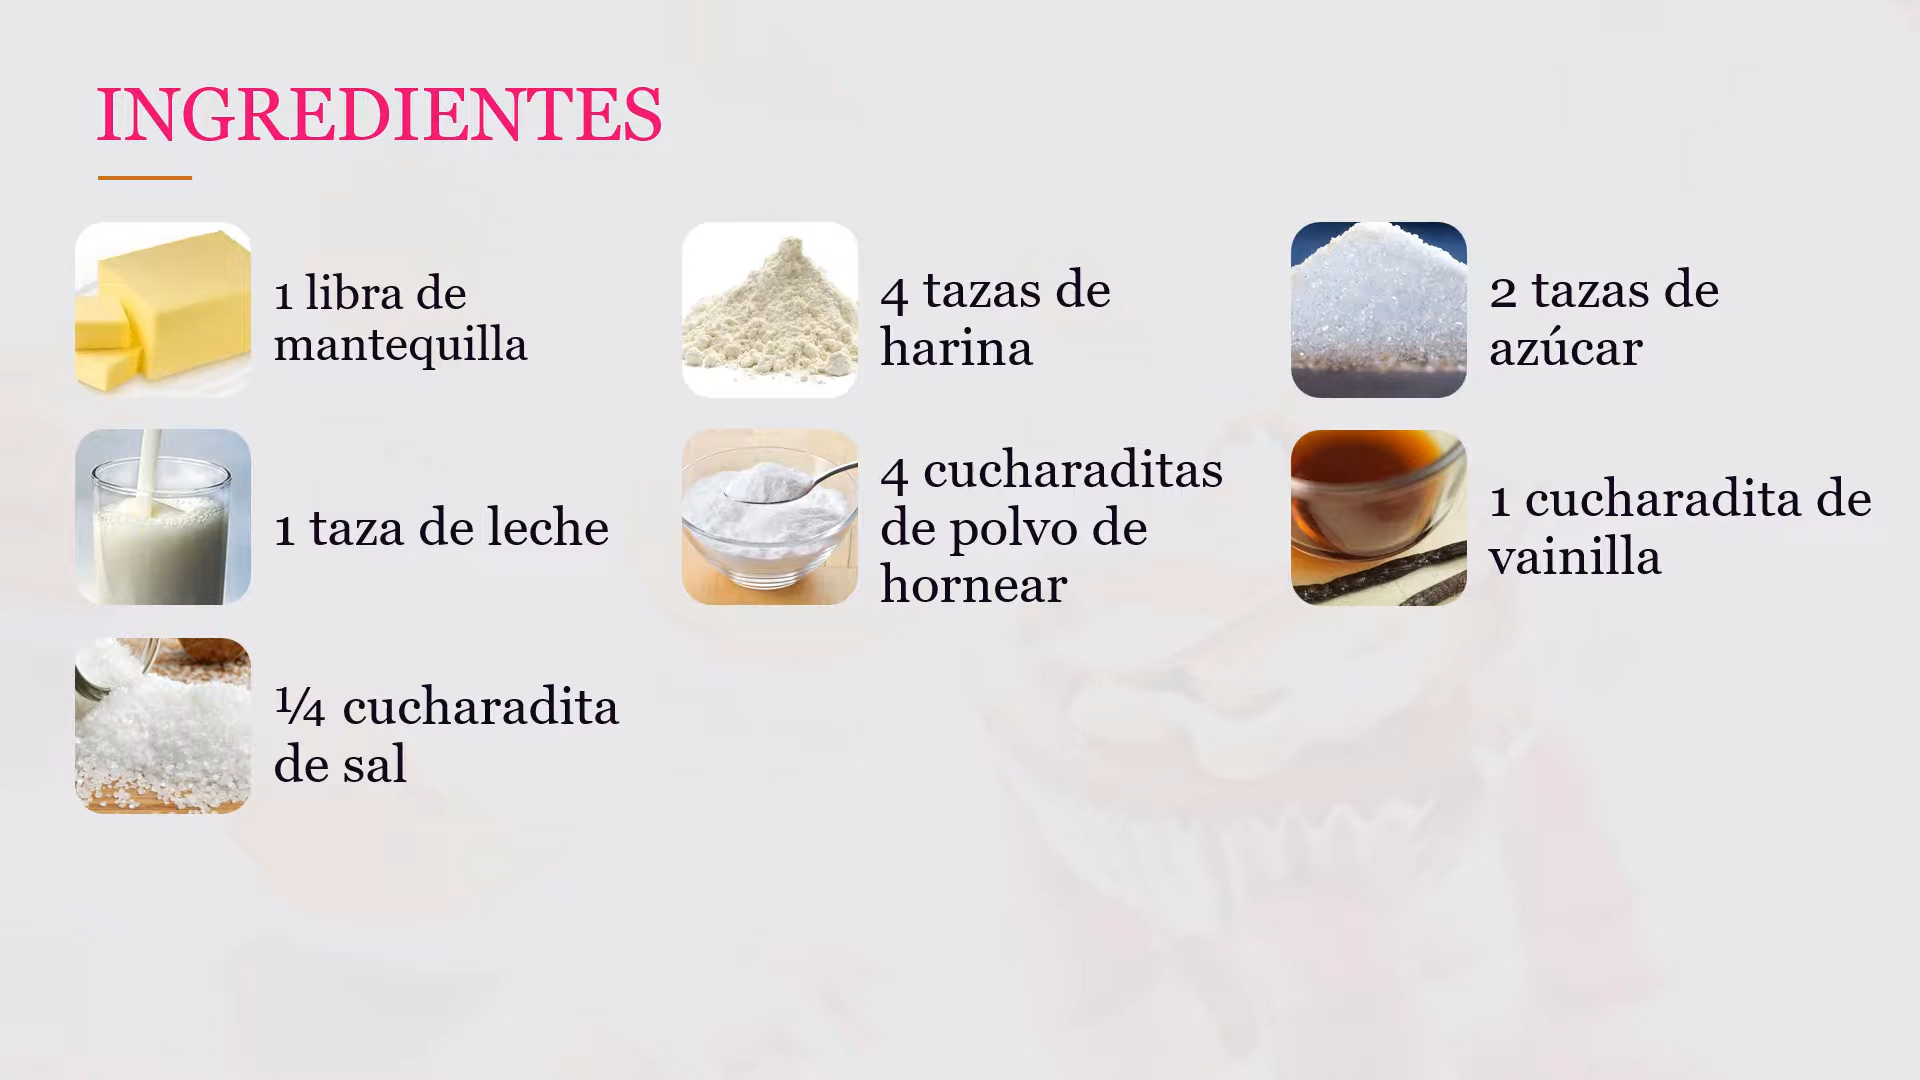 INGREDIENTES
1 libra de
mantequilla
4 tazas de
harina
2 tazas de
azúcar
1 taza de leche
4 cucharaditas
de polvo de
hornear
1 cucharadita de
vainilla
¼ cucharadita
de sal